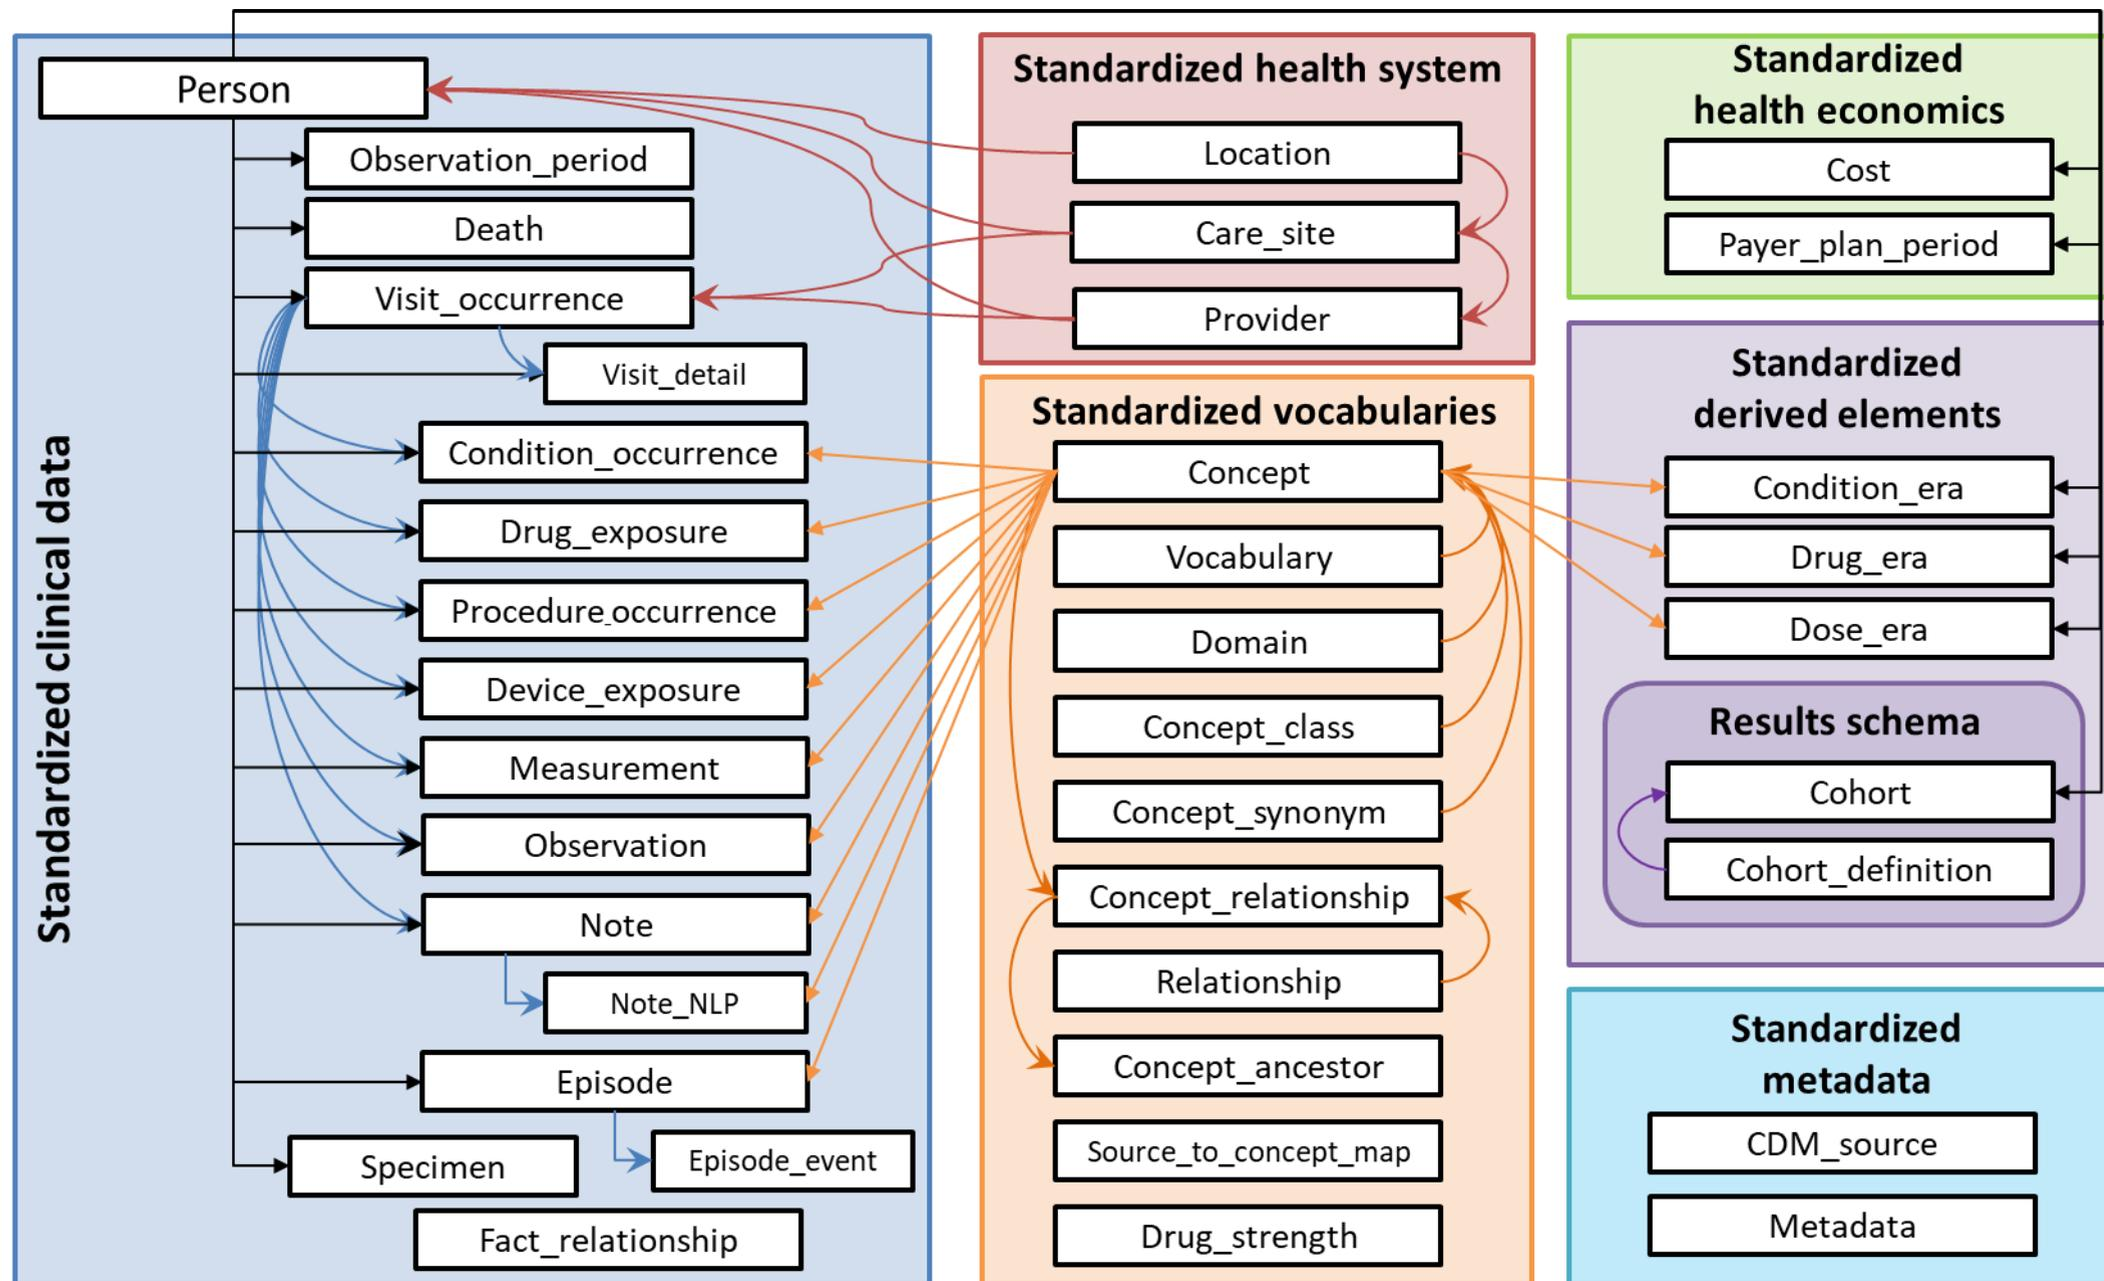 Standardized clinical data
Person
Observation_period
Death
Visit_occurrence
Visit_detail
Condition_occurrence
Drug_exposure
Procedure_occurrence
Device_exposure
Measurement
Observation
Note
Note_NLP
Episode
Episode_event
Specimen
Fact_relationship
Standardized health system
Location
Care_site
Provider
Standardized vocabularies
Concept
Vocabulary
Domain
Concept_class
Concept_synonym
Concept_relationship
Relationship
Concept_ancestor
Source_to_concept_map
Drug_strength
Standardized
health economics
Cost
Payer_plan_period
Standardized
derived elements
Condition_era
Drug_era
Dose_era
Results schema
Cohort
Cohort_definition
Standardized
metadata
CDM_source
Metadata